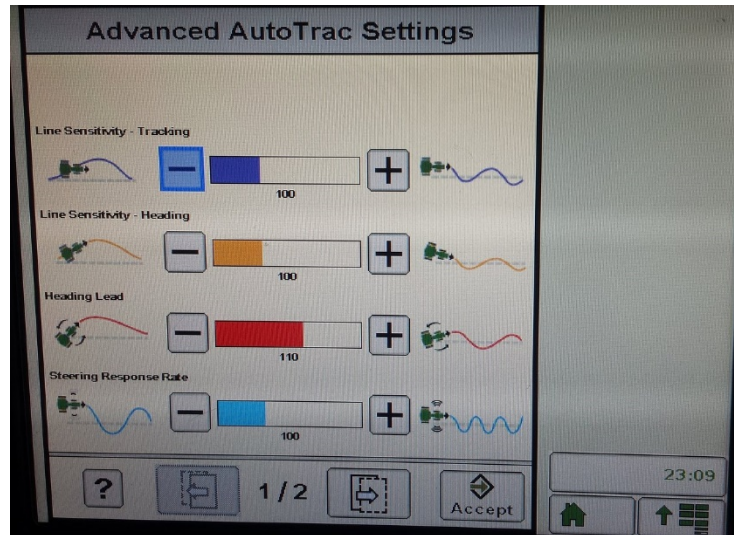 Advanced AutoTrac Settings
Line Sensitivity - Tracking
100
Line Sensitivity - Heading
100
Heading Lead
110
Steering Response Rate
100
?
1/2
Accept
23:09